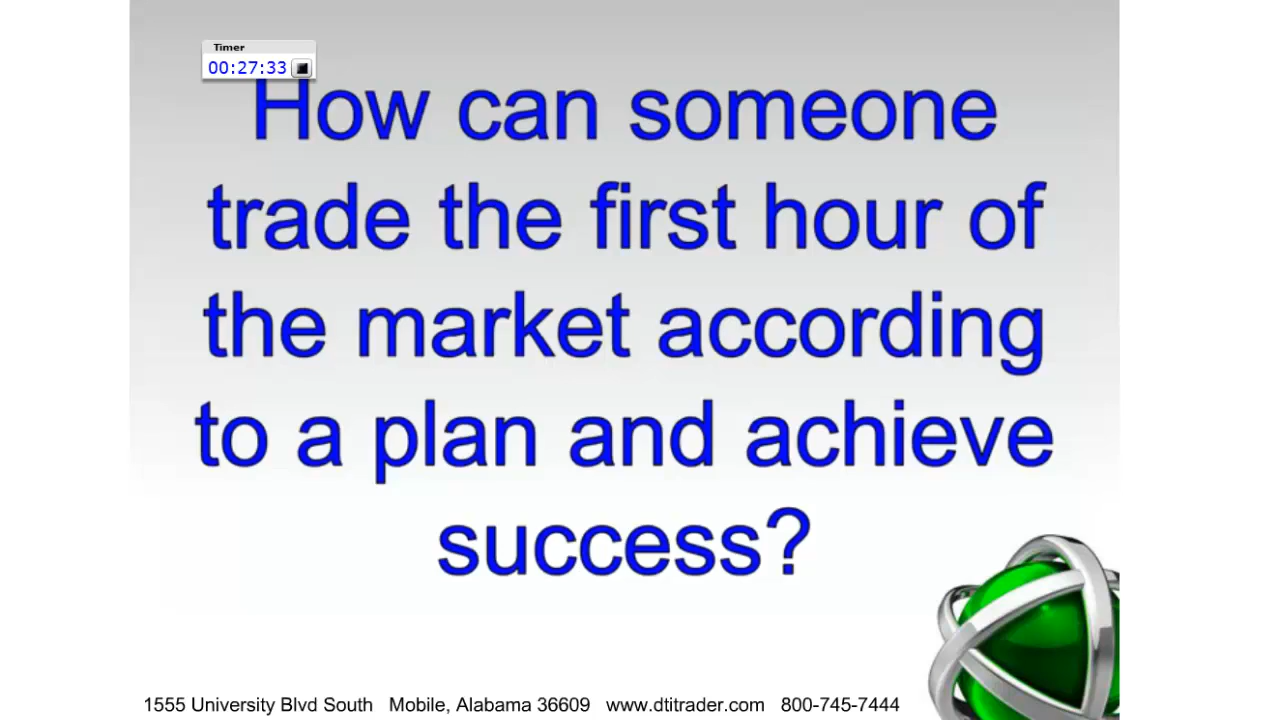 Timer
00:27:33
How can someone
trade the first hour of
the market according
to a plan and achieve
success?
1555 University Blvd South Mobile, Alabama 36609 www.dtitrader.com 800-745-7444